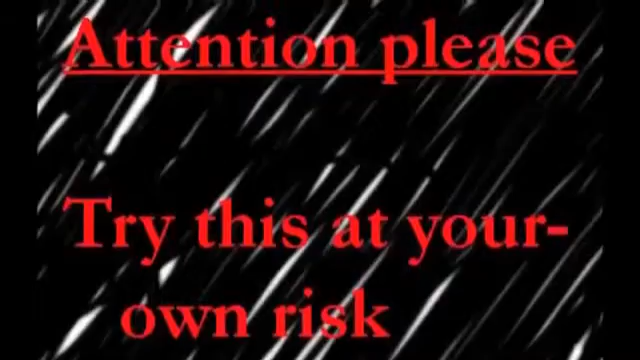 Attention please
Try this at your-
own risk